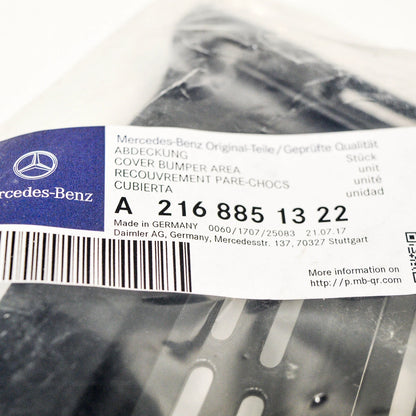 Mercedes-Benz Original-Teile / Geprüfte Qualität
ABDECKUNG Stück
COVER BUMPER AREA unit
RECOUVREMENT PARE-CHOCS unité
CUBIERTA unidad
A 216 885 13 22
Made in GERMANY 0060/1707/25083 21.07.17
Daimler AG, Germany, Mercedesstr. 137, 70327 Stuttgart
Mercedes-Benz
More information on
http://p.mb-qr.com/